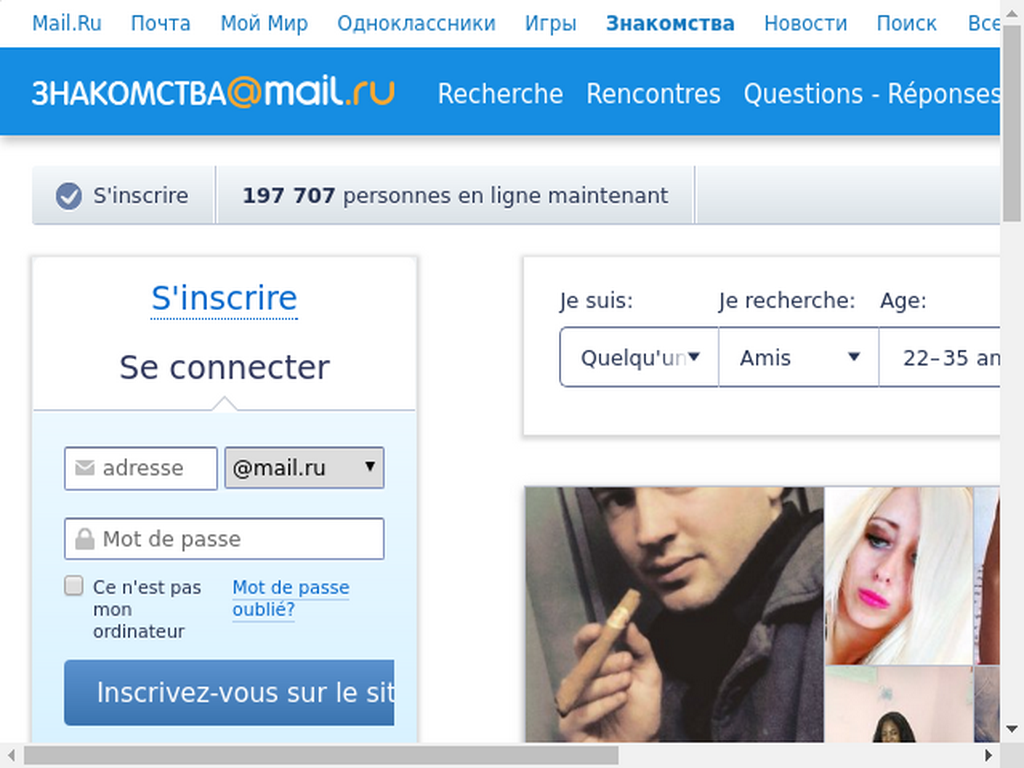 Mail.Ru Почта Мой Мир Одноклассники Игры Знакомства Новости Поиск Все
ЗНАКОМСТВА@mail.ru Recherche Rencontres Questions - Réponses
S'inscrire 197 707 personnes en ligne maintenant
S'inscrire
Se connecter
adresse @mail.ru
Mot de passe
Ce n'est pas
mon
ordinateur
Mot de passe
oublié?
Inscrivez-vous sur le sit
Je suis: Je recherche: Age:
Quelqu'un Amis 22–35 an